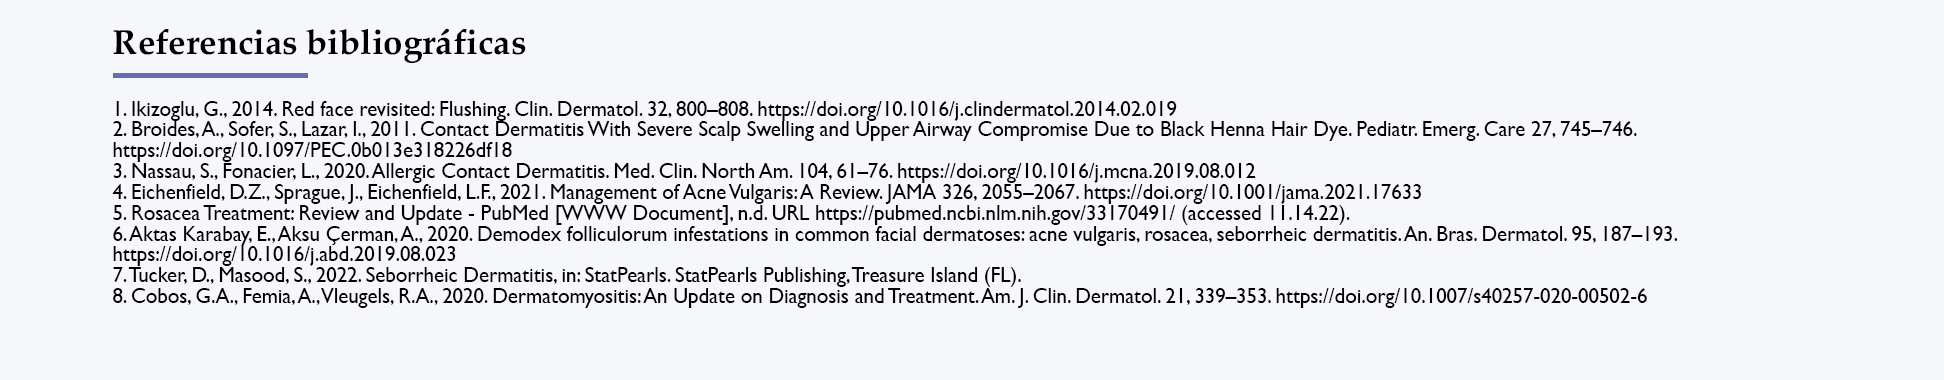 Referencias bibliográficas
1. Ikizoglu, G., 2014. Red face revisited: Flushing. Clin. Dermatol. 32, 800–808. https://doi.org/10.1016/j.clindermatol.2014.02.019
2. Broides, A., Sofer, S., Lazar, I., 2011. Contact Dermatitis With Severe Scalp Swelling and Upper Airway Compromise Due to Black Henna Hair Dye. Pediatr. Emerg. Care 27, 745–746.
https://doi.org/10.1097/PEC.0b013e318226df18
3. Nassau, S., Fonacier, L., 2020. Allergic Contact Dermatitis. Med. Clin. North Am. 104, 61–76. https://doi.org/10.1016/j.mcna.2019.08.012
4. Eichenfield, D.Z., Sprague, J., Eichenfield, L.F., 2021. Management of Acne Vulgaris: A Review. JAMA 326, 2055–2067. https://doi.org/10.1001/jama.2021.17633
5. Rosacea Treatment: Review and Update - PubMed [WWW Document], n.d. URL https://pubmed.ncbi.nlm.nih.gov/33170491/ (accessed 11.14.22).
6. Aktas Karabay, E., Aksu Çerman, A., 2020. Demodex folliculorum infestations in common facial dermatoses: acne vulgaris, rosacea, seborrheic dermatitis. An. Bras. Dermatol. 95, 187–193.
https://doi.org/10.1016/j.abd.2019.08.023
7. Tucker, D., Masood, S., 2022. Seborrheic Dermatitis, in: StatPearls. StatPearls Publishing, Treasure Island (FL).
8. Cobos, G.A., Femia, A., Vleugels, R.A., 2020. Dermatomyositis: An Update on Diagnosis and Treatment. Am. J. Clin. Dermatol. 21, 339–353. https://doi.org/10.1007/s40257-020-00502-6